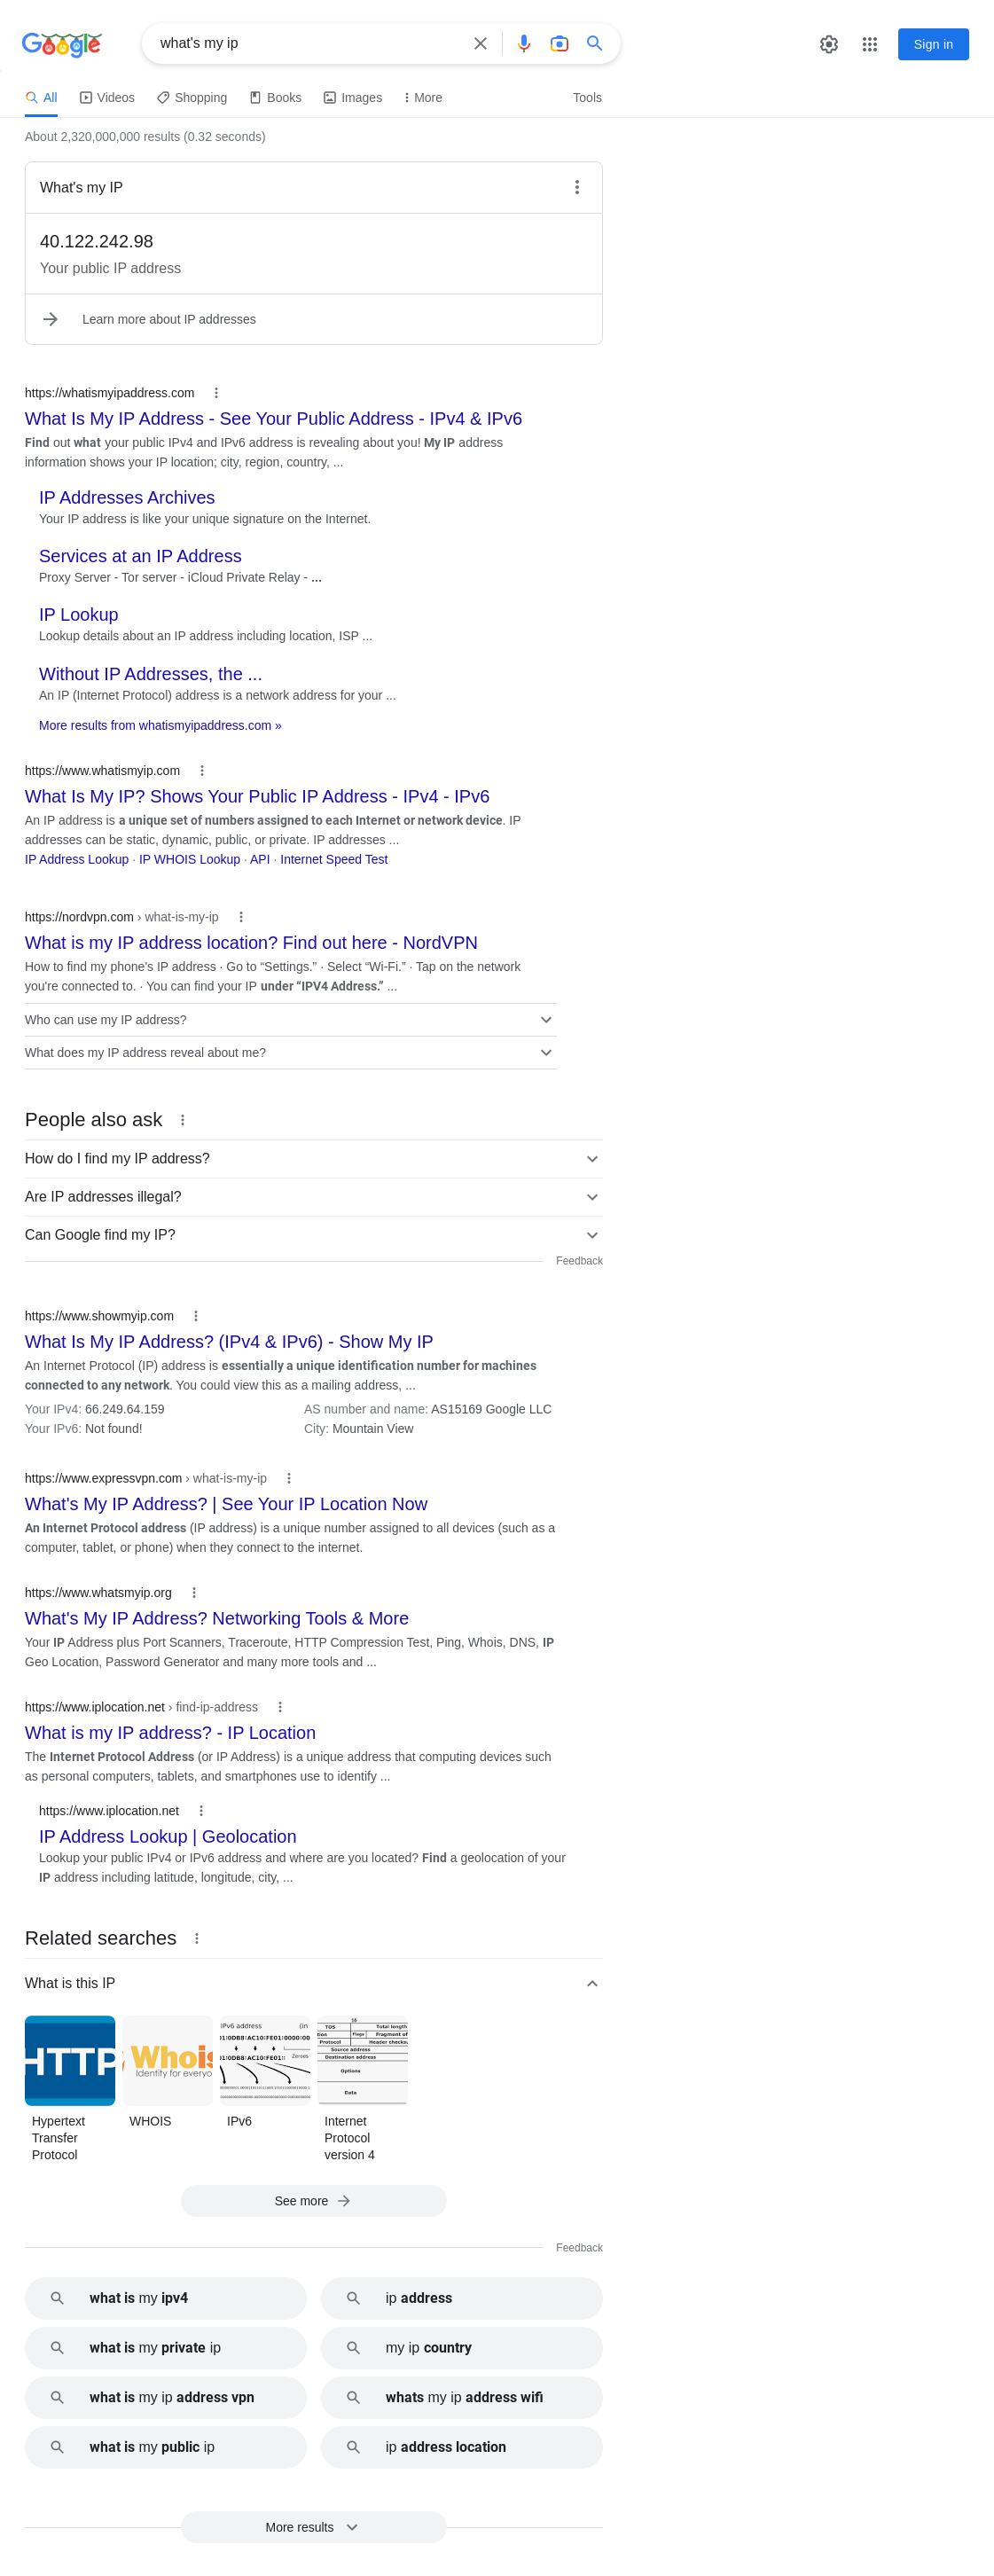 Google
what's my ip
Sign in
All
Videos
Shopping
Books
Images
More
Tools
About 2,320,000,000 results (0.32 seconds)
What's my IP
40.122.242.98
Your public IP address
Learn more about IP addresses
https://whatismyipaddress.com
What Is My IP Address - See Your Public Address - IPv4 & IPv6
Find out what your public IPv4 and IPv6 address is revealing about you! My IP address
information shows your IP location; city, region, country, ...
IP Addresses Archives
Your IP address is like your unique signature on the Internet.
Services at an IP Address
Proxy Server - Tor server - iCloud Private Relay - ...
IP Lookup
Lookup details about an IP address including location, ISP ...
Without IP Addresses, the ...
An IP (Internet Protocol) address is a network address for your ...
More results from whatismyipaddress.com »
https://www.whatismyip.com
What Is My IP? Shows Your Public IP Address - IPv4 - IPv6
An IP address is a unique set of numbers assigned to each Internet or network device. IP
addresses can be static, dynamic, public, or private. IP addresses ...
IP Address Lookup · IP WHOIS Lookup · API · Internet Speed Test
https://nordvpn.com › what-is-my-ip
What is my IP address location? Find out here - NordVPN
How to find my phone's IP address · Go to “Settings.” · Select “Wi-Fi.” · Tap on the network
you're connected to. · You can find your IP under “IPV4 Address.” ...
Who can use my IP address?
What does my IP address reveal about me?
People also ask
How do I find my IP address?
Are IP addresses illegal?
Can Google find my IP?
Feedback
https://www.showmyip.com
What Is My IP Address? (IPv4 & IPv6) - Show My IP
An Internet Protocol (IP) address is essentially a unique identification number for machines
connected to any network. You could view this as a mailing address, ...
Your IPv4: 66.249.64.159
AS number and name: AS15169 Google LLC
Your IPv6: Not found!
City: Mountain View
https://www.expressvpn.com › what-is-my-ip
What's My IP Address? | See Your IP Location Now
An Internet Protocol address (IP address) is a unique number assigned to all devices (such as a
computer, tablet, or phone) when they connect to the internet.
https://www.whatsmyip.org
What's My IP Address? Networking Tools & More
Your IP Address plus Port Scanners, Traceroute, HTTP Compression Test, Ping, Whois, DNS, IP
Geo Location, Password Generator and many more tools and ...
https://www.iplocation.net › find-ip-address
What is my IP address? - IP Location
The Internet Protocol Address (or IP Address) is a unique address that computing devices such
as personal computers, tablets, and smartphones use to identify ...
https://www.iplocation.net
IP Address Lookup | Geolocation
Lookup your public IPv4 or IPv6 address and where are you located? Find a geolocation of your
IP address including latitude, longitude, city, ...
Related searches
What is this IP
HTTP
Whois
Identity for everyo
IPv6 address (in
Zeroes
16
TOS
Flags
Fragment of
Protocol
Header checksu
Source address
Destination address
Options
Data
Hypertext
Transfer
Protocol
WHOIS
IPv6
Internet
Protocol
version 4
See more
Feedback
what is my ipv4
ip address
what is my private ip
my ip country
what is my ip address vpn
whats my ip address wifi
what is my public ip
ip address location
More results